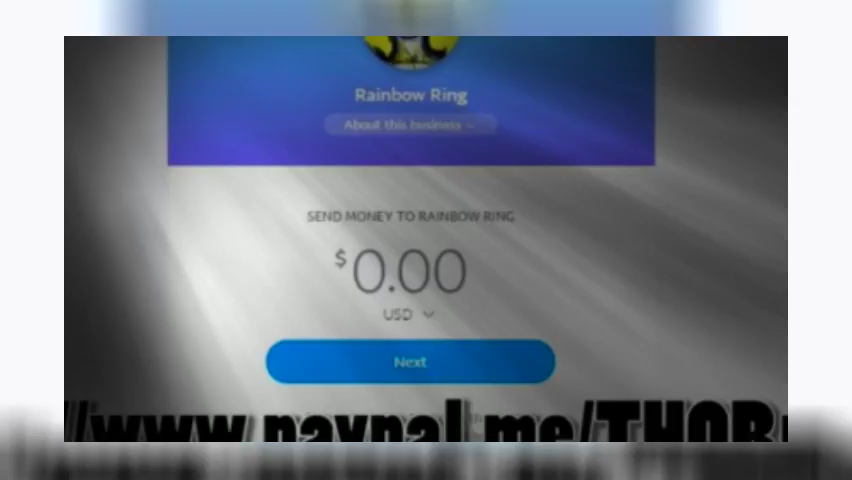 Rainbow Ring
About this business
SEND MONEY TO RAINBOW RING
$0.00
USD
Next
//www.paypal.me/THOR